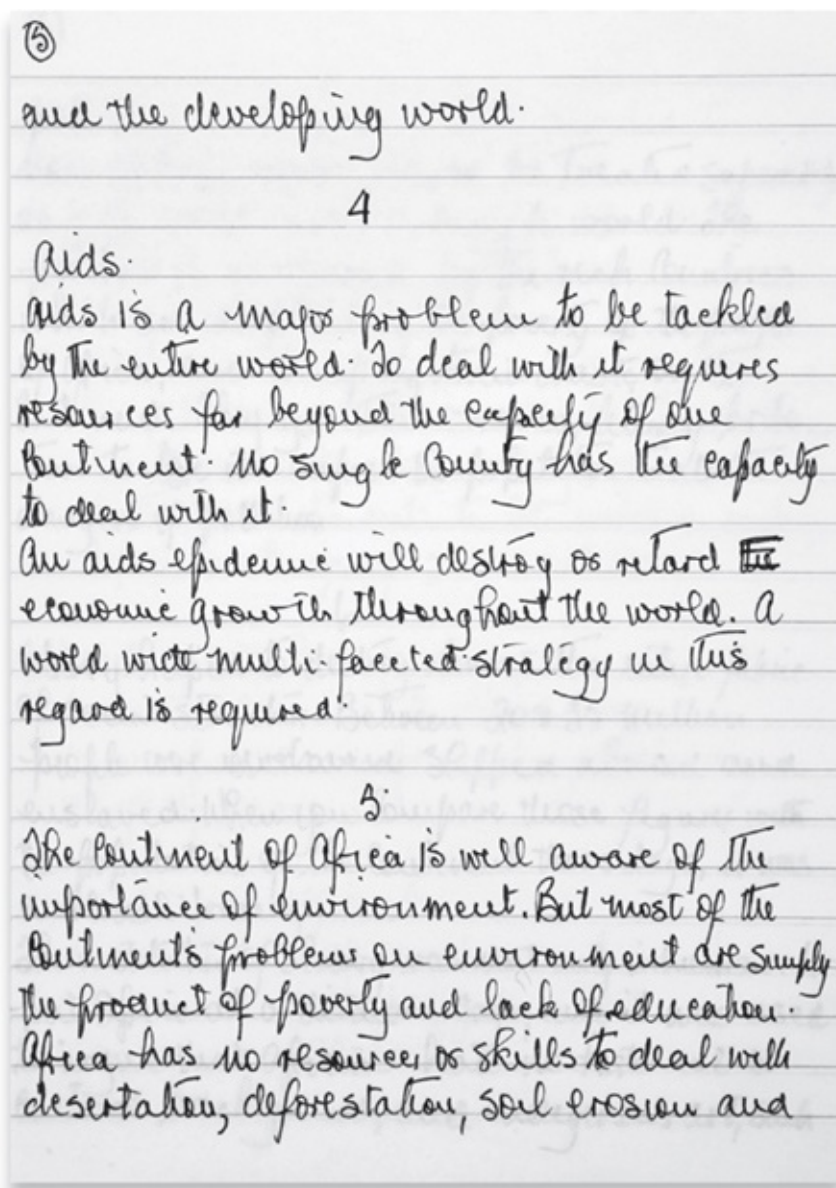 5
and the developing world.
4
Aids.
Aids is a major problem to be tackled
by the entire world. To deal with it requires
resources far beyond the capacity of one
Continent. No single Country has the capacity
to deal with it.
An aids epidemic will destroy or retard the
economic growth throughout the world. A
world wide multi-faceted strategy in this
regard is required.
5.
The Continent of Africa is well aware of the
importance of environment. But most of the
Continent's problems on environment are simply
the product of poverty and lack of education.
Africa has no resources or skills to deal with
desertation, deforestation, soil erosion and